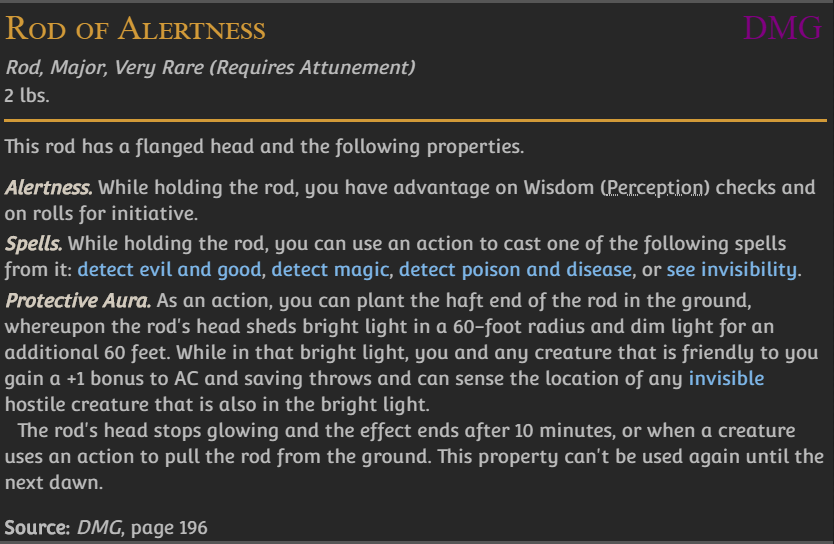 Rod of Alertness DMG
Rod, Major, Very Rare (Requires Attunement)
2 lbs.
This rod has a flanged head and the following properties.
Alertness. While holding the rod, you have advantage on Wisdom (Perception) checks and
on rolls for initiative.
Spells. While holding the rod, you can use an action to cast one of the following spells
from it: detect evil and good, detect magic, detect poison and disease, or see invisibility.
Protective Aura. As an action, you can plant the haft end of the rod in the ground,
whereupon the rod's head sheds bright light in a 60-foot radius and dim light for an
additional 60 feet. While in that bright light, you and any creature that is friendly to you
gain a +1 bonus to AC and saving throws and can sense the location of any invisible
hostile creature that is also in the bright light.
The rod's head stops glowing and the effect ends after 10 minutes, or when a creature
uses an action to pull the rod from the ground. This property can't be used again until the
next dawn.
Source: DMG, page 196